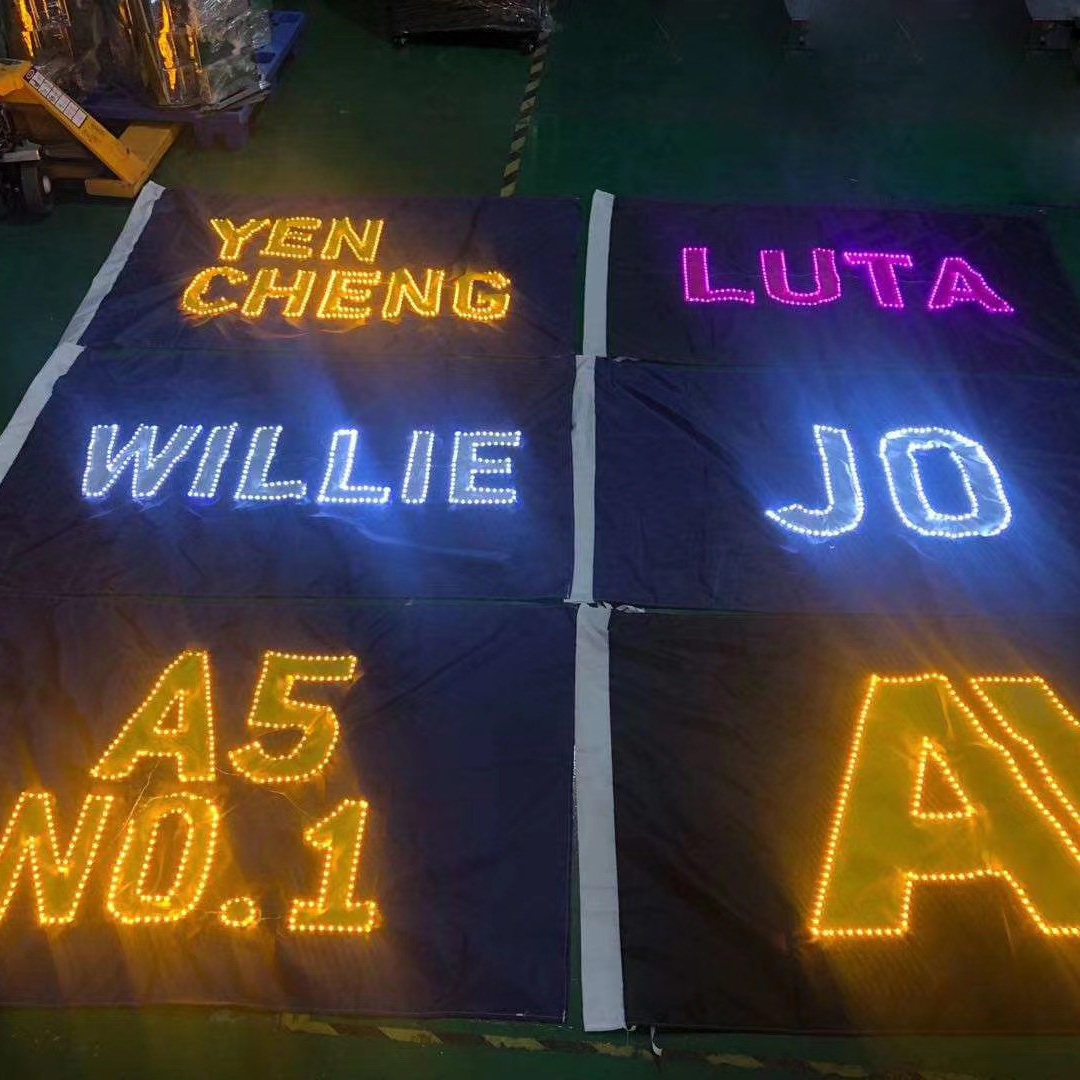 YEN
CHENG
LUTA
WILLIE
JO
A5
NO.1
A